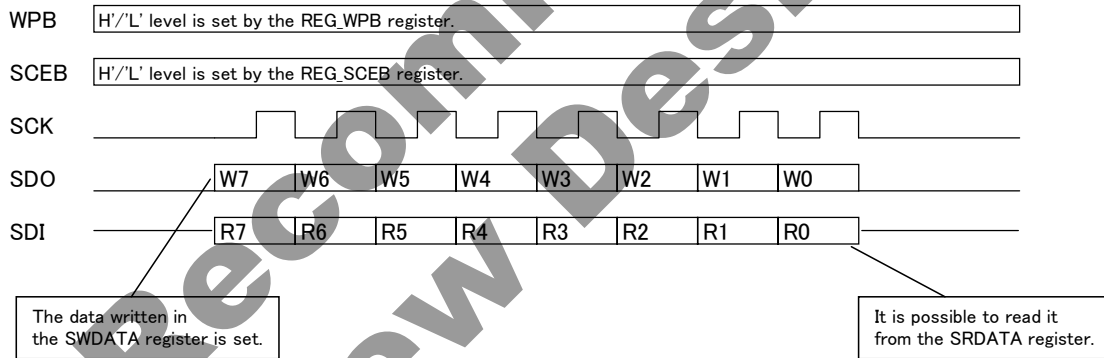 WPB H'/'L' level is set by the REG_WPB register.
SCEB H'/'L' level is set by the REG_SCEB register.
SCK
SDO W7 W6 W5 W4 W3 W2 W1 W0
SDI R7 R6 R5 R4 R3 R2 R1 R0
The data written in
the SWDATA register is set.
It is possible to read it
from the SRDATA register.